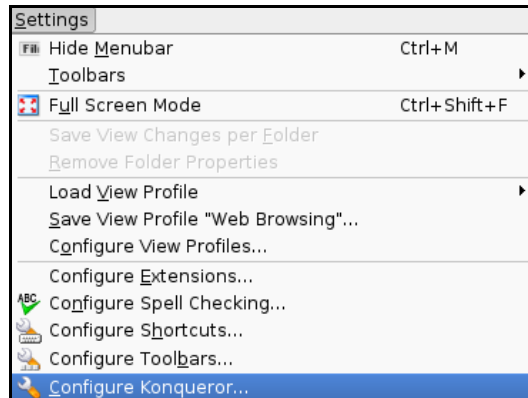 Settings
Hide Menubar Ctrl+M
Toolbars
Full Screen Mode Ctrl+Shift+F
Save View Changes per Folder
Remove Folder Properties
Load View Profile
Save View Profile "Web Browsing"...
Configure View Profiles...
Configure Extensions...
ABC Configure Spell Checking...
Configure Shortcuts...
Configure Toolbars...
Configure Konqueror...